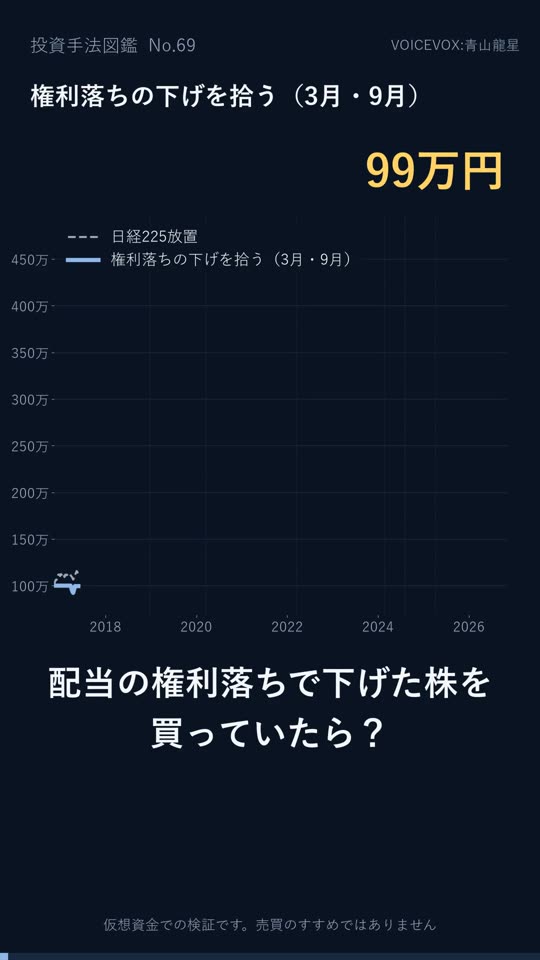 投資手法図鑑 No.69
VOICEVOX:青山龍星
権利落ちの下げを拾う（3月・9月）
99万円
日経225放置
権利落ちの下げを拾う（3月・9月）
450万
400万
350万
300万
250万
200万
150万
100万
2018 2020 2022 2024 2026
配当の権利落ちで下げた株を
買っていたら？
仮想資金での検証です。売買のすすめではありません